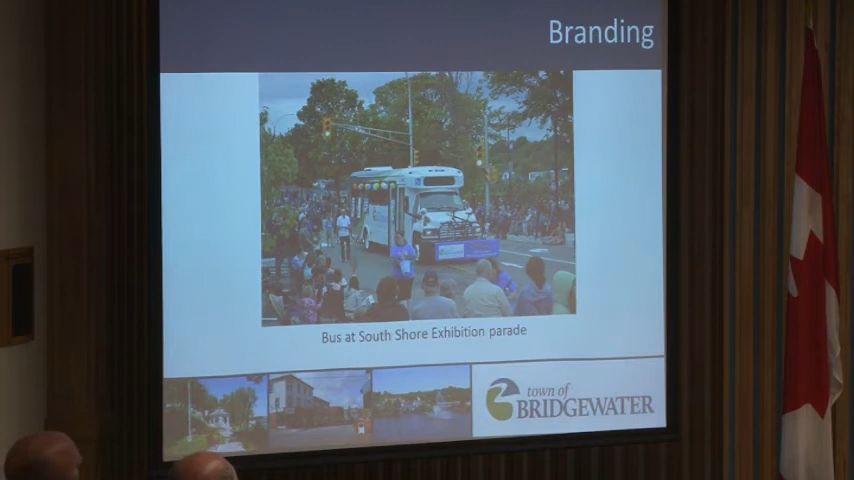 Branding
Bus at South Shore Exhibition parade
town of
BRIDGEWATER